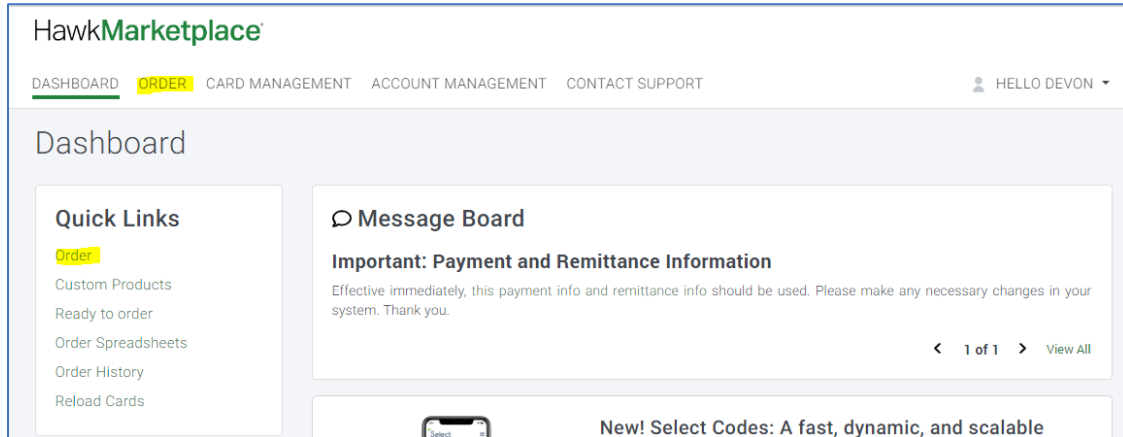 HawkMarketplace
DASHBOARD ORDER CARD MANAGEMENT ACCOUNT MANAGEMENT CONTACT SUPPORT HELLO DEVON
Dashboard
Quick Links
Order
Custom Products
Ready to order
Order Spreadsheets
Order History
Reload Cards
Message Board
Important: Payment and Remittance Information
Effective immediately, this payment info and remittance info should be used. Please make any necessary changes in your
system. Thank you.
1 of 1 View All
Select
New! Select Codes: A fast, dynamic, and scalable